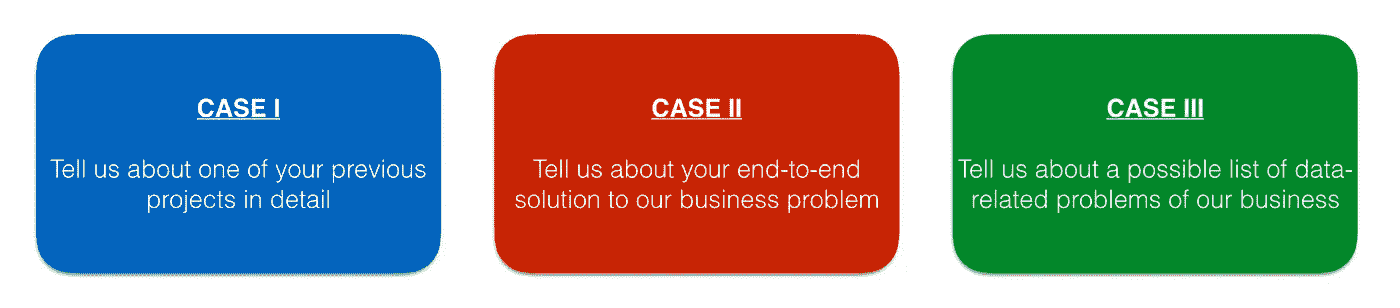 CASE I
Tell us about one of your previous
projects in detail
CASE II
Tell us about your end-to-end
solution to our business problem
CASE III
Tell us about a possible list of data-
related problems of our business